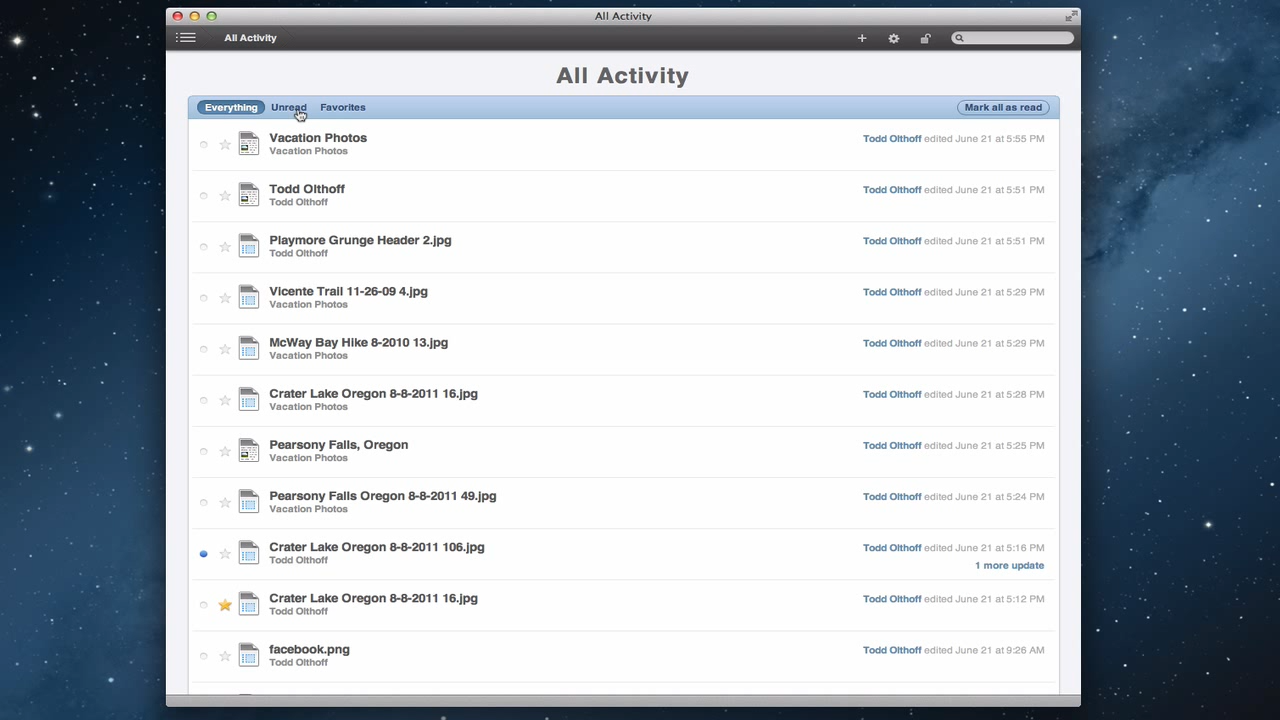 All Activity
All Activity
All Activity
Everything Unread Favorites Mark all as read
Vacation Photos Todd Olthoff edited June 21 at 5:55 PM
Vacation Photos
Todd Olthoff Todd Olthoff edited June 21 at 5:51 PM
Todd Olthoff
Playmore Grunge Header 2.jpg Todd Olthoff edited June 21 at 5:51 PM
Todd Olthoff
Vicente Trail 11-26-09 4.jpg Todd Olthoff edited June 21 at 5:29 PM
Vacation Photos
McWay Bay Hike 8-2010 13.jpg Todd Olthoff edited June 21 at 5:29 PM
Vacation Photos
Crater Lake Oregon 8-8-2011 16.jpg Todd Olthoff edited June 21 at 5:28 PM
Vacation Photos
Pearsony Falls, Oregon Todd Olthoff edited June 21 at 5:25 PM
Vacation Photos
Pearsony Falls Oregon 8-8-2011 49.jpg Todd Olthoff edited June 21 at 5:24 PM
Vacation Photos
Crater Lake Oregon 8-8-2011 106.jpg Todd Olthoff edited June 21 at 5:16 PM
Todd Olthoff 1 more update
Crater Lake Oregon 8-8-2011 16.jpg Todd Olthoff edited June 21 at 5:12 PM
Todd Olthoff
facebook.png Todd Olthoff edited June 21 at 9:26 AM
Todd Olthoff